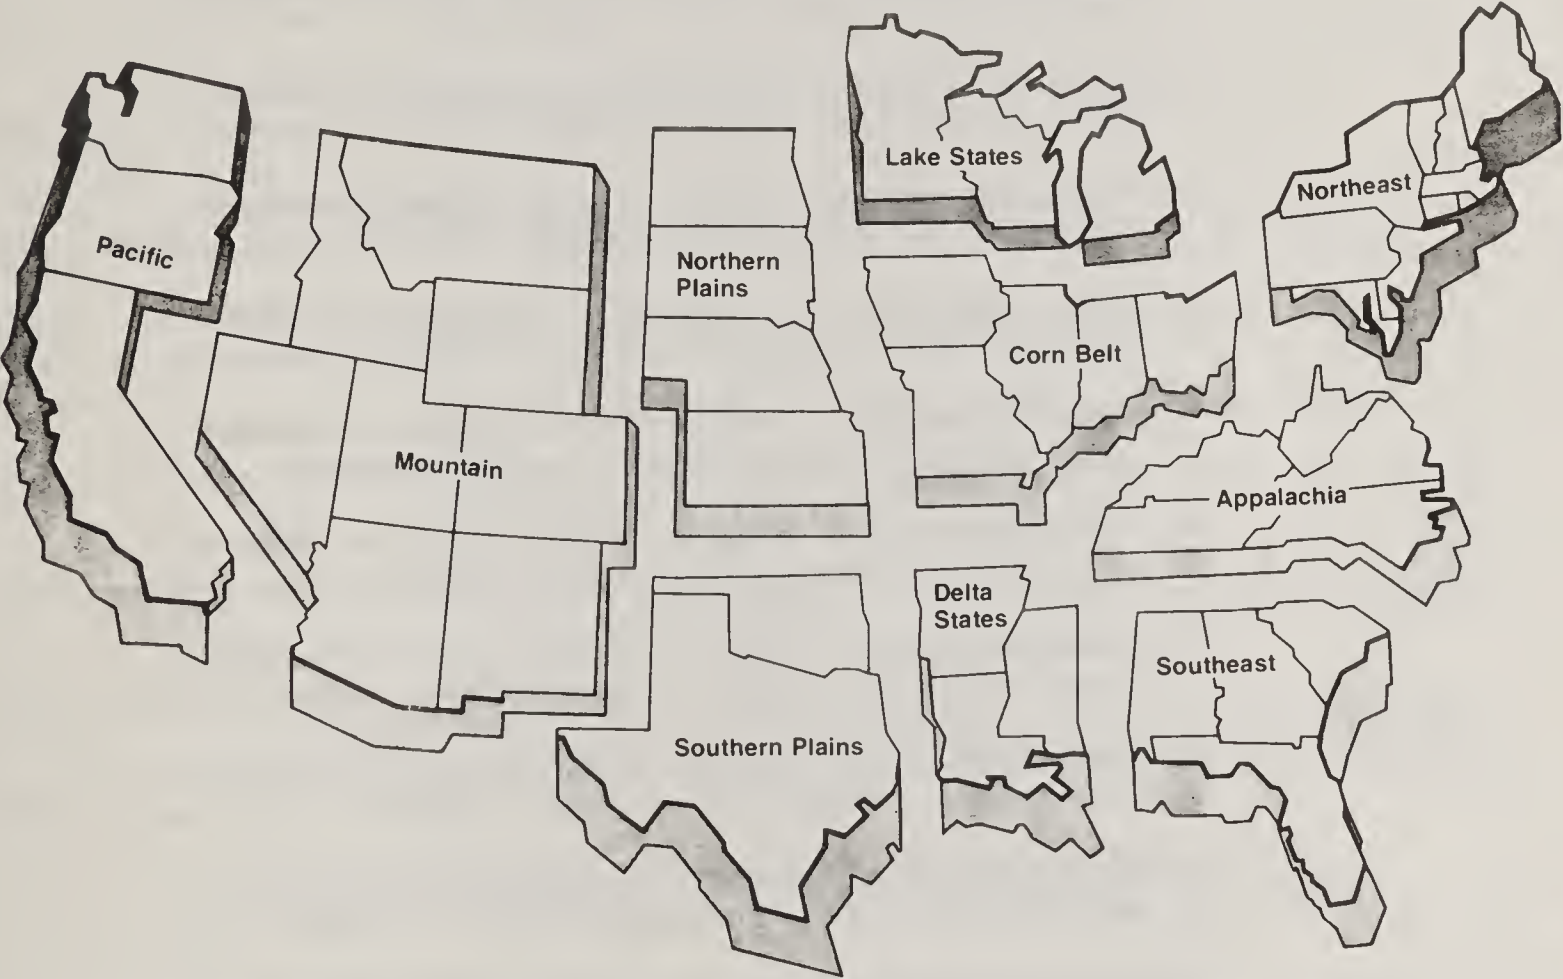 Lake States
Northeast
Pacific
Northern
Plains
Corn Belt
Mountain
Appalachia
Delta
States
Southeast
Southern Plains